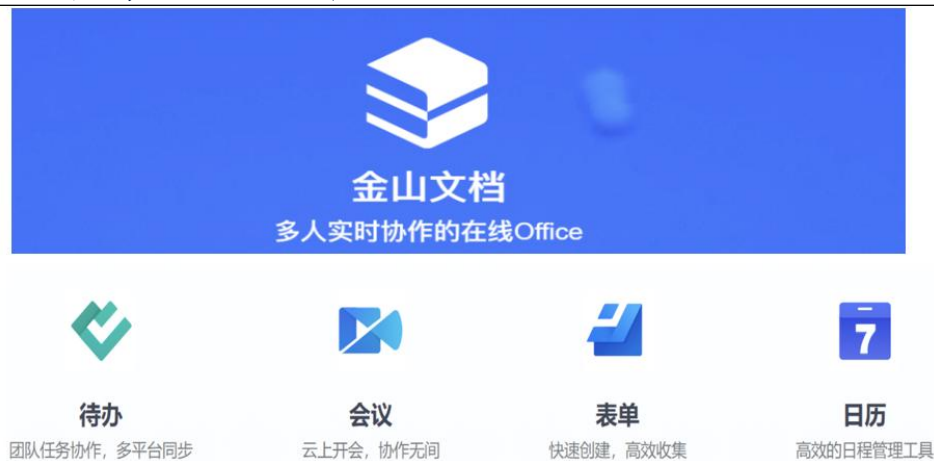 金山文档
多人实时协作的在线Office
7
待办
会议
表单
日历
团队任务协作，多平台同步
云上开会，协作无间
快速创建，高效收集
高效的日程管理工具